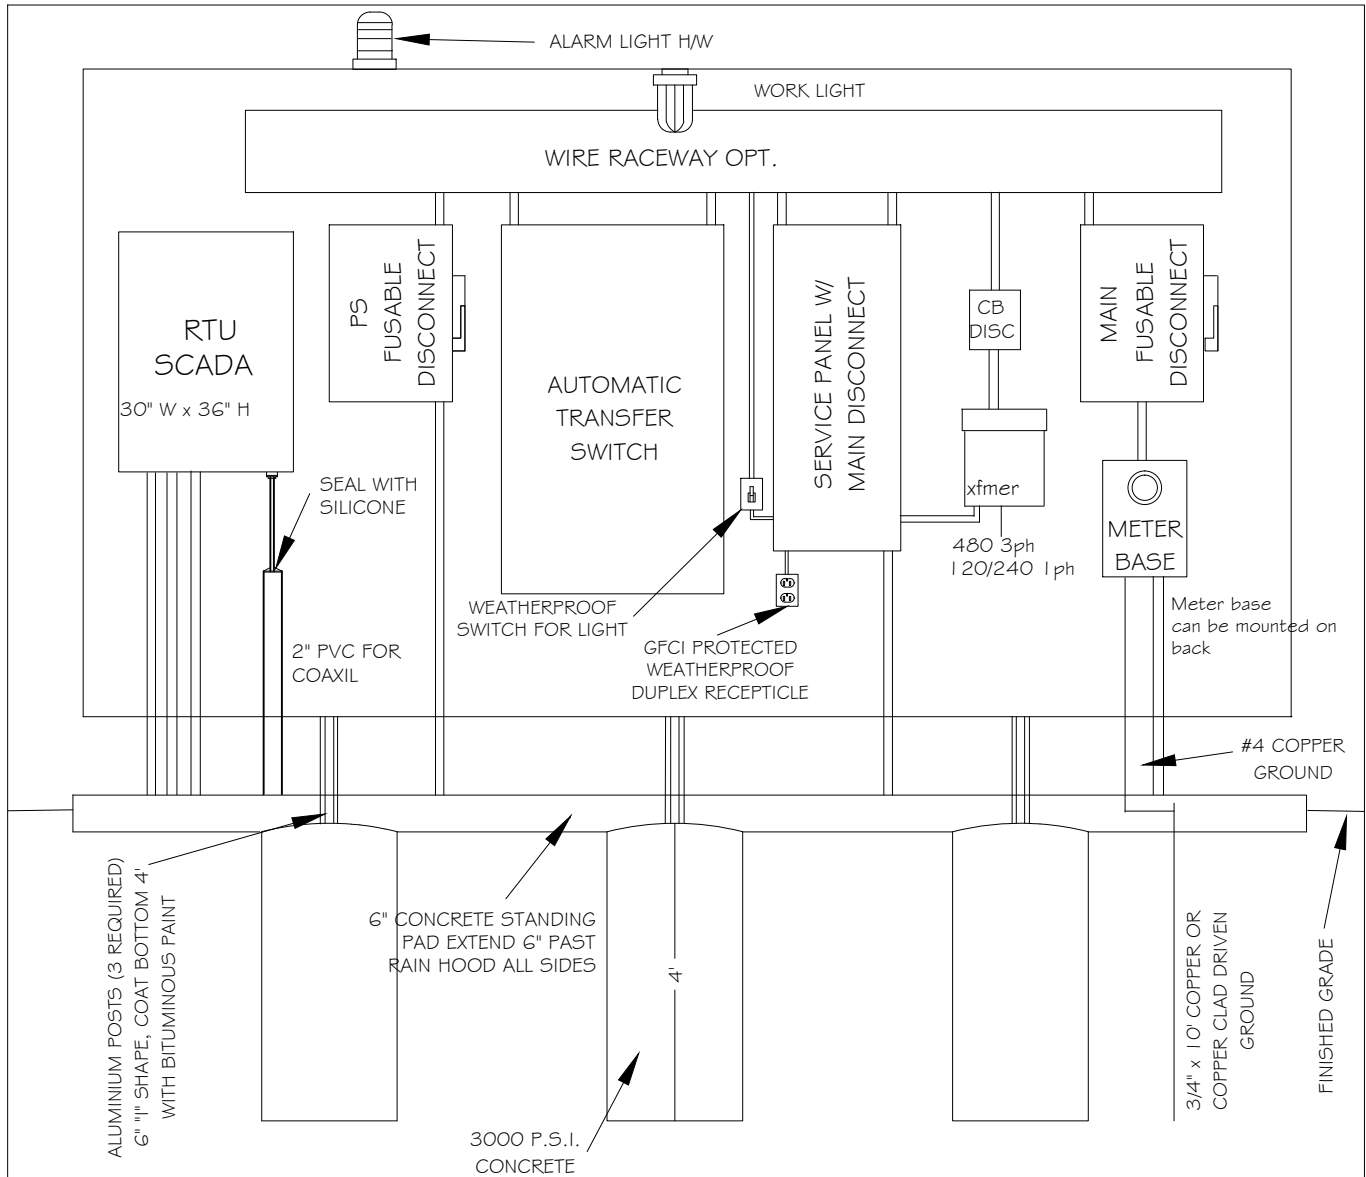 ALARM LIGHT H/W
WORK LIGHT
WIRE RACEWAY OPT.
RTU
SCADA
30" W x 36" H
PS
FUSABLE
DISCONNECT
AUTOMATIC
TRANSFER
SWITCH
SERVICE PANEL W/
MAIN DISCONNECT
CB
DISC
MAIN
FUSABLE
DISCONNECT
xfmer
480 3ph
120/240 1ph
METER
BASE
SEAL WITH
SILICONE
WEATHERPROOF
SWITCH FOR LIGHT
GFCI PROTECTED
WEATHERPROOF
DUPLEX RECEPTICLE
Meter base
can be mounted on
back
2" PVC FOR
COAXIL
#4 COPPER
GROUND
ALUMINIUM POSTS (3 REQUIRED)
6" "I" SHAPE, COAT BOTTOM 4'
WITH BITUMINOUS PAINT
6" CONCRETE STANDING
PAD EXTEND 6" PAST
RAIN HOOD ALL SIDES
4'
3000 P.S.I.
CONCRETE
3/4" x 10' COPPER OR
COPPER CLAD DRIVEN
GROUND
FINISHED GRADE